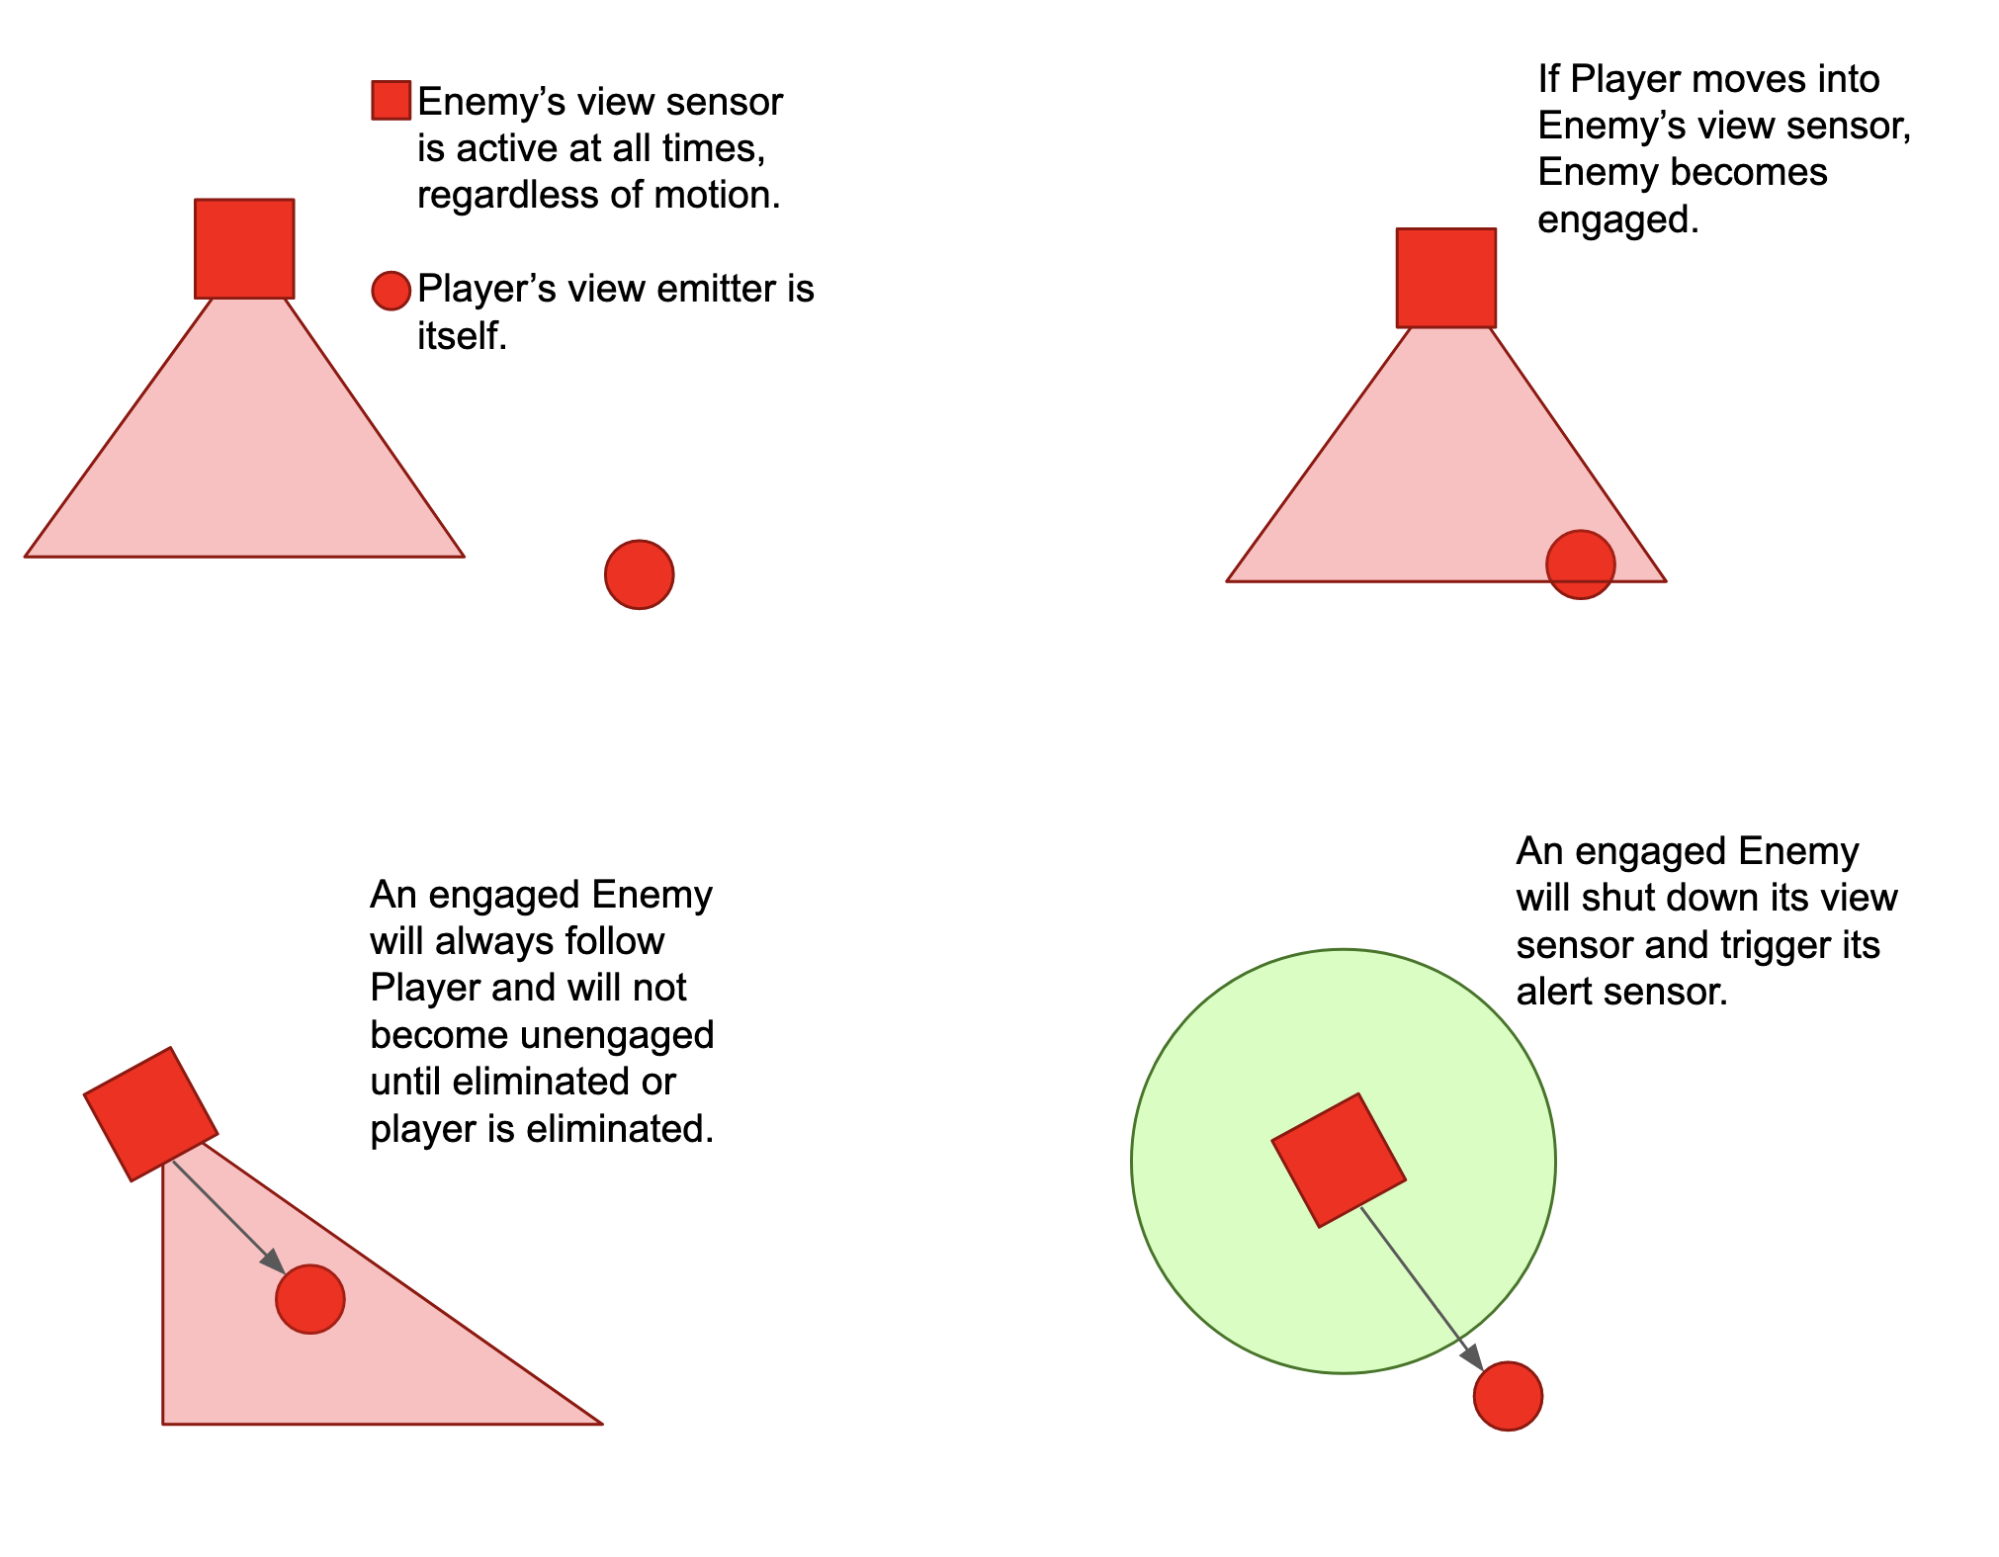 Enemy’s view sensor
is active at all times,
regardless of motion.
Player’s view emitter is
itself.
If Player moves into
Enemy’s view sensor,
Enemy becomes
engaged.
An engaged Enemy
will always follow
Player and will not
become unengaged
until eliminated or
player is eliminated.
An engaged Enemy
will shut down its view
sensor and trigger its
alert sensor.